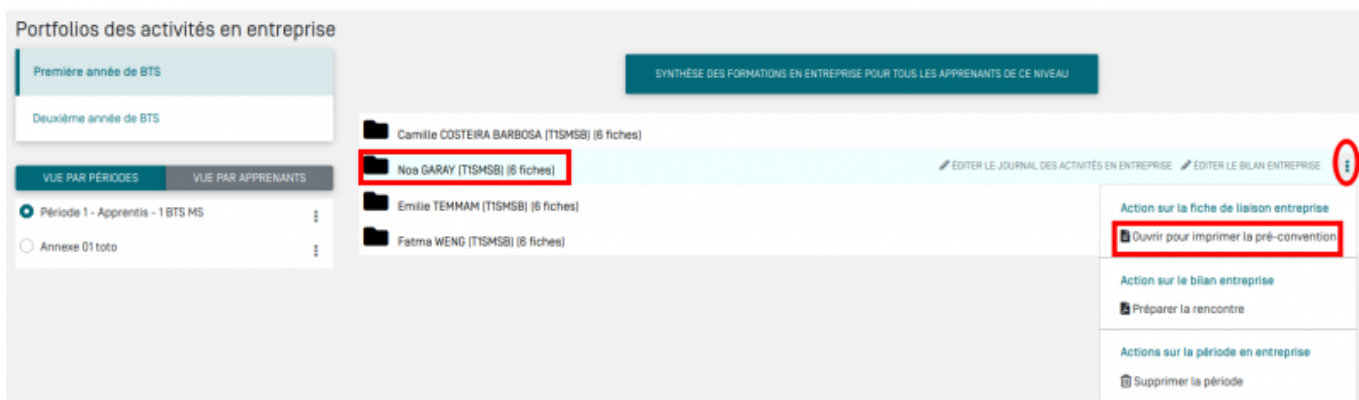 Portfolios des activités en entreprise
Première année de BTS
Deuxième année de BTS
VUE PAR PÉRIODES
VUE PAR APPRENANTS
Période 1 - Apprentis - 1 BTS MS
Annexe 01 toto
SYNTHÈSE DES FORMATIONS EN ENTREPRISE POUR TOUS LES APPRENANTS DE CE NIVEAU
Camille COSTEIRA BARBOSA (T1SMSB) (6 fiches)
Noa GARAY (T1SMSB) (6 fiches)
ÉDITER LE JOURNAL DES ACTIVITÉS EN ENTREPRISE
ÉDITER LE BILAN ENTREPRISE
Emilie TEMMAM (T1SMSB) (6 fiches)
Fatma WENG (T1SMSB) (6 fiches)
Action sur la fiche de liaison entreprise
Ouvrir pour imprimer la pré-convention
Action sur le bilan entreprise
Préparer la rencontre
Actions sur la période en entreprise
Supprimer la période